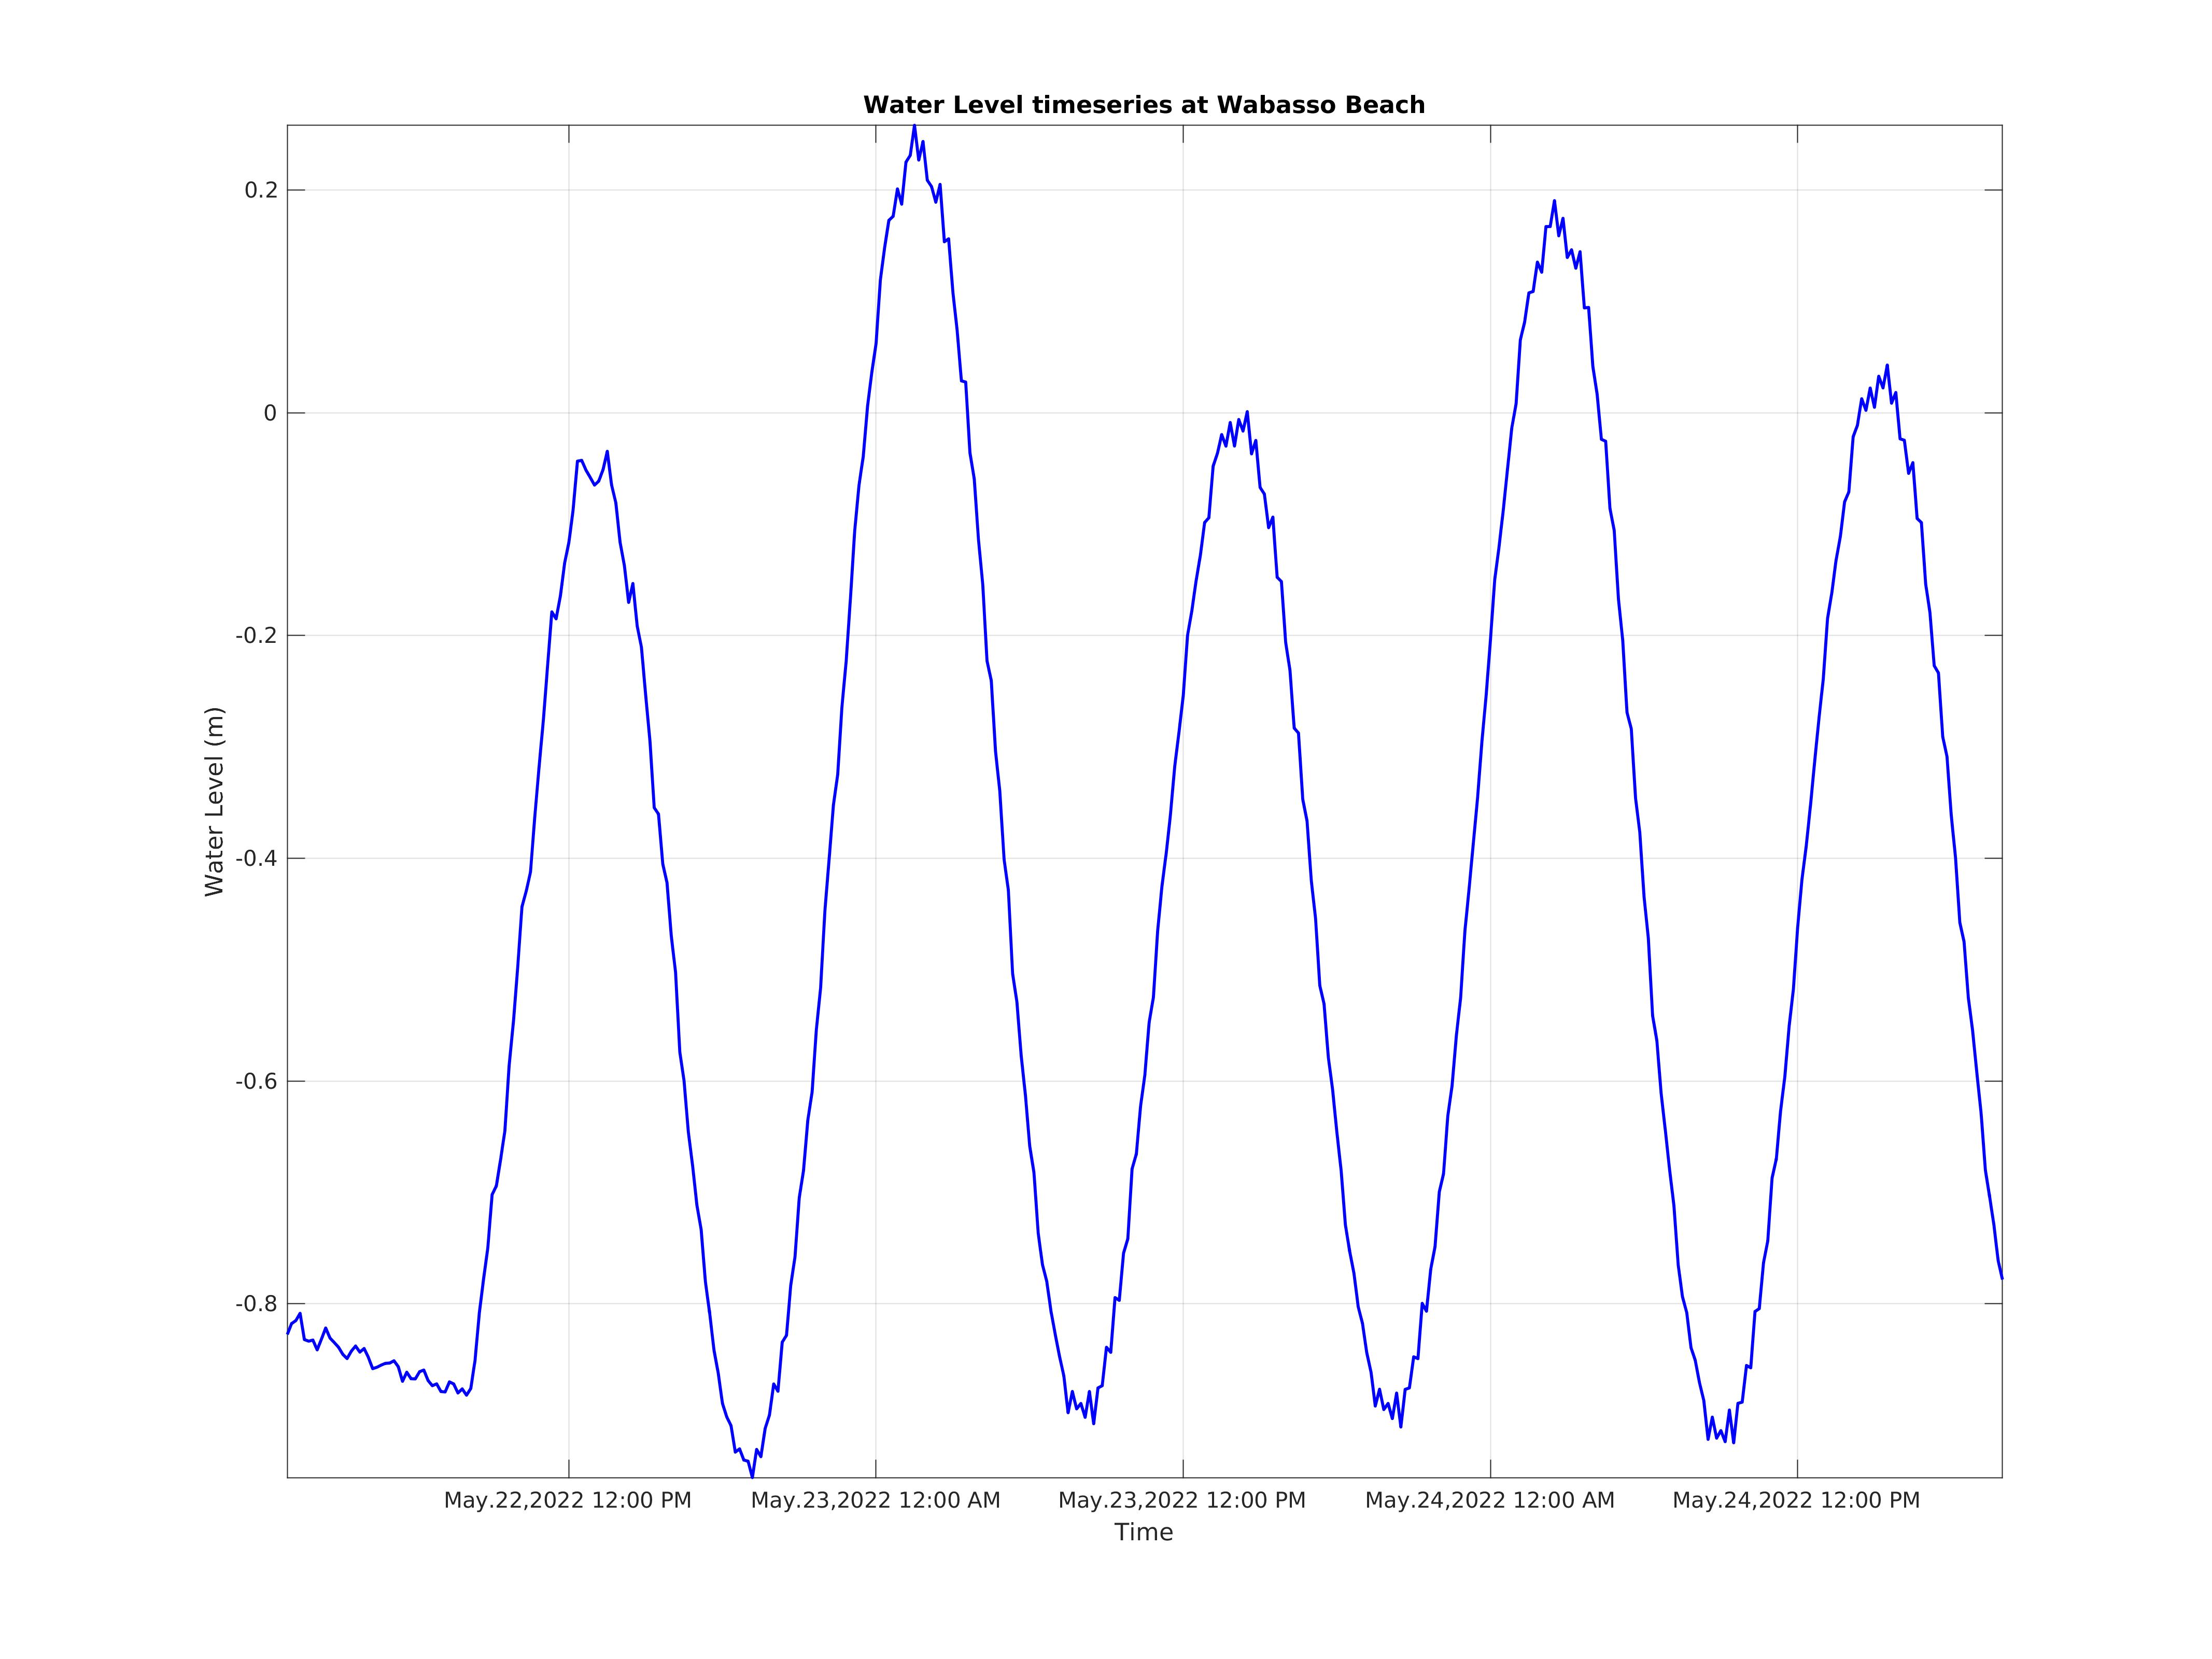 Water Level timeseries at Wabasso Beach
0.2
0
-0.2
-0.4
-0.6
-0.8
Water Level (m)
May.22,2022 12:00 PM
May.23,2022 12:00 AM
May.23,2022 12:00 PM
May.24,2022 12:00 AM
May.24,2022 12:00 PM
Time